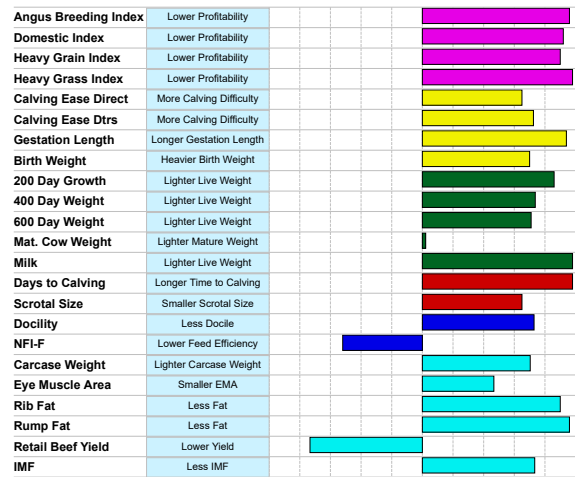 Angus Breeding Index Lower Profitability
Domestic Index Lower Profitability
Heavy Grain Index Lower Profitability
Heavy Grass Index Lower Profitability
Calving Ease Direct More Calving Difficulty
Calving Ease Dtrs More Calving Difficulty
Gestation Length Longer Gestation Length
Birth Weight Heavier Birth Weight
200 Day Growth Lighter Live Weight
400 Day Weight Lighter Live Weight
600 Day Weight Lighter Live Weight
Mat. Cow Weight Lighter Mature Weight
Milk Lighter Live Weight
Days to Calving Longer Time to Calving
Scrotal Size Smaller Scrotal Size
Docility Less Docile
NFI-F Lower Feed Efficiency
Carcase Weight Lighter Carcase Weight
Eye Muscle Area Smaller EMA
Rib Fat Less Fat
Rump Fat Less Fat
Retail Beef Yield Lower Yield
IMF Less IMF